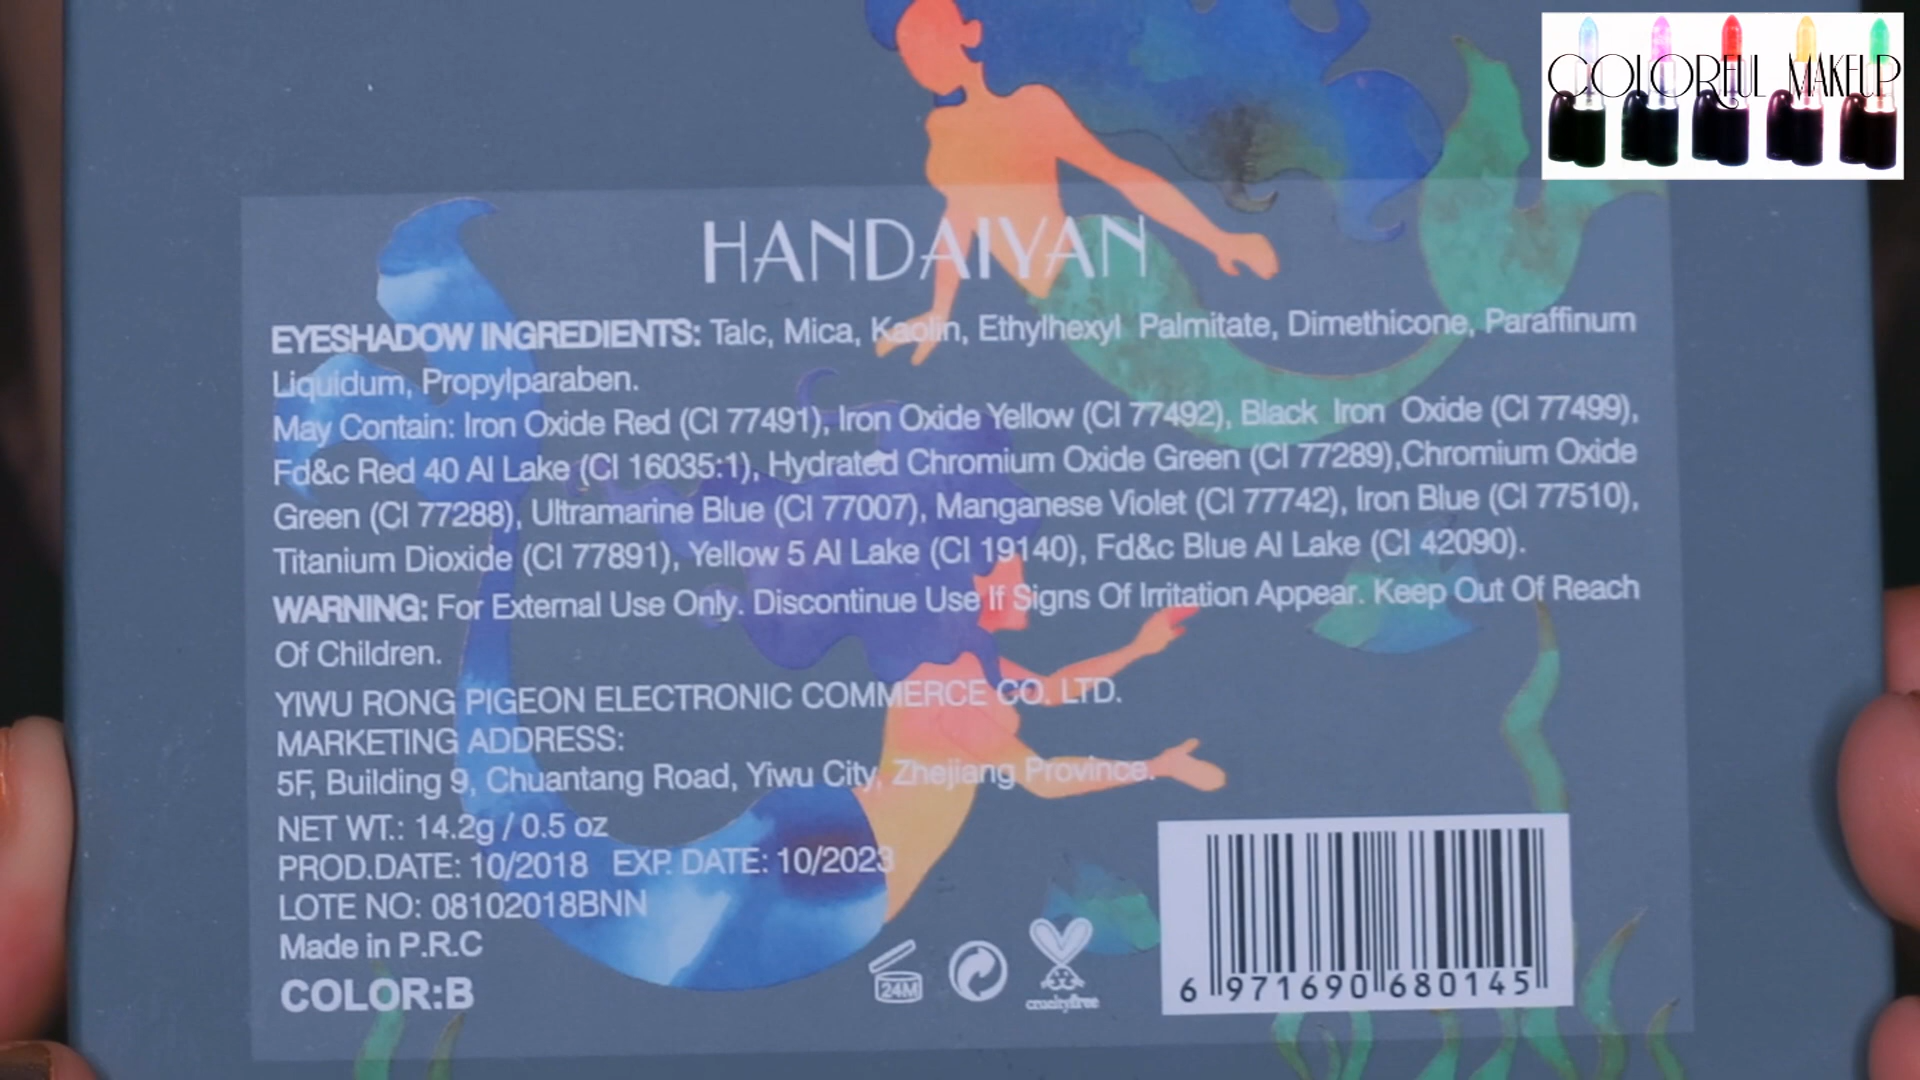 COLORFUL MAKEUP
HANDAIYAN
EYESHADOW INGREDIENTS: Talc, Mica, Kaolin, Ethylhexyl Palmitate, Dimethicone, Paraffinum
Liquidum, Propylparaben.
May Contain: Iron Oxide Red (CI 77491), Iron Oxide Yellow (CI 77492), Black Iron Oxide (CI 77499),
Fd&c Red 40 Al Lake (CI 16035:1), Hydrated Chromium Oxide Green (CI 77289),Chromium Oxide
Green (CI 77288), Ultramarine Blue (CI 77007), Manganese Violet (CI 77742), Iron Blue (CI 77510),
Titanium Dioxide (CI 77891), Yellow 5 Al Lake (CI 19140), Fd&c Blue Al Lake (CI 42090).
WARNING: For External Use Only. Discontinue Use If Signs Of Irritation Appear. Keep Out Of Reach
Of Children.
YIWU RONG PIGEON ELECTRONIC COMMERCE CO. LTD.
MARKETING ADDRESS:
5F, Building 9, Chuantang Road, Yiwu City, Zhejiang Province.
NET WT.: 14.2g / 0.5 oz
PROD.DATE: 10/2018 EXP. DATE: 10/2023
LOTE NO: 08102018BNN
Made in P.R.C
COLOR:B
24M
crueltyfree
6 971690 680145